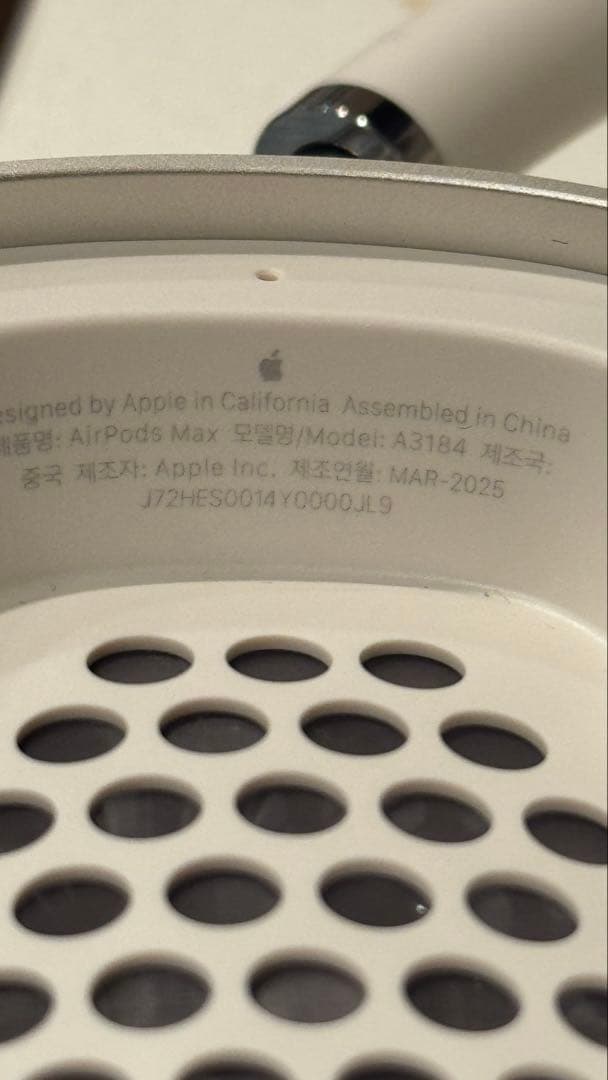 esigned by Apple in California Assembled in China
제품명: AirPods Max 모델명/Model: A3184 제조국:
중국 제조자: Apple Inc. 제조연월: MAR-2025
J72HES0014Y0000JL9